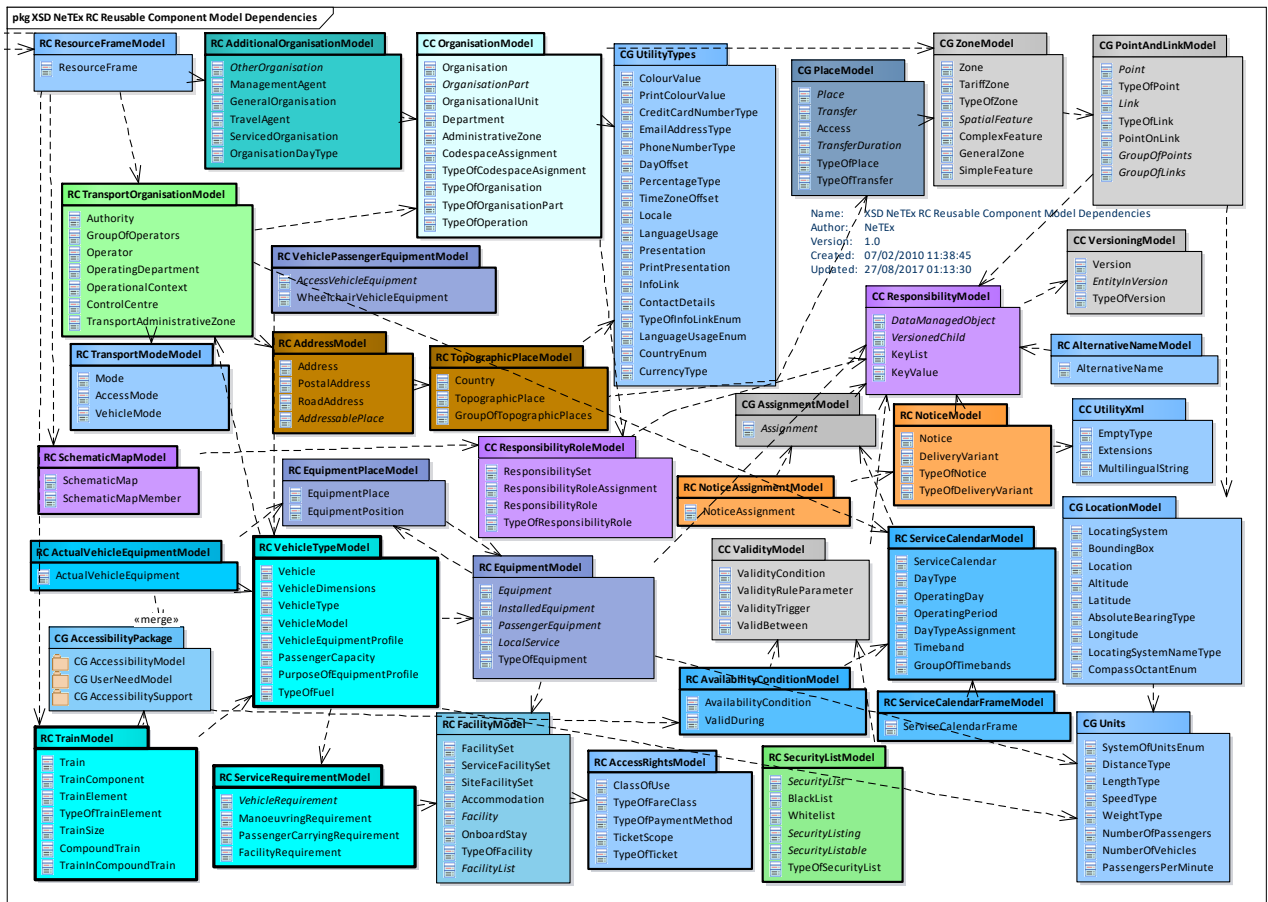 pkg XSD NeTEx RC Reusable Component Model Dependencies
RC ResourceFrameModel
ResourceFrame
RC AdditionalOrganisationModel
OtherOrganisation
ManagementAgent
GeneralOrganisation
TravelAgent
ServicedOrganisation
OrganisationDayType
CC OrganisationModel
Organisation
OrganisationPart
OrganisationalUnit
Department
AdministrativeZone
CodespaceAssignment
TypeOfCodespaceAsignment
TypeOfOrganisation
TypeOfOrganisationPart
TypeOfOperation
CG UtilityTypes
ColourValue
PrintColourValue
CreditCardNumberType
EmailAddressType
PhoneNumberType
DayOffset
PercentageType
TimeZoneOffset
Locale
LanguageUsage
Presentation
PrintPresentation
InfoLink
ContactDetails
TypeOfInfoLinkEnum
LanguageUsageEnum
CountryEnum
CurrencyType
CG PlaceModel
Place
Transfer
Access
TransferDuration
TypeOfPlace
TypeOfTransfer
CG ZoneModel
Zone
TariffZone
TypeOfZone
SpatialFeature
ComplexFeature
GeneralZone
SimpleFeature
CG PointAndLinkModel
Point
TypeOfPoint
Link
TypeOfLink
PointOnLink
GroupOfPoints
GroupOfLinks
RC TransportOrganisationModel
Authority
GroupOfOperators
Operator
OperatingDepartment
OperationalContext
ControlCentre
TransportAdministrativeZone
Name: XSD NeTEx RC Reusable Component Model Dependencies
Author: NeTEx
Version: 1.0
Created: 07/02/2010 11:38:45
Updated: 27/08/2017 01:13:30
RC VehiclePassengerEquipmentModel
AccessVehicleEquipment
WheelchairVehicleEquipment
CC VersioningModel
Version
EntityInVersion
TypeOfVersion
CC ResponsibilityModel
DataManagedObject
VersionedChild
KeyList
KeyValue
RC TransportModeModel
Mode
AccessMode
VehicleMode
RC AddressModel
Address
PostalAddress
RoadAddress
AddressablePlace
RC TopographicPlaceModel
Country
TopographicPlace
GroupOfTopographicPlaces
RC AlternativeNameModel
AlternativeName
CG AssignmentModel
Assignment
RC NoticeModel
Notice
DeliveryVariant
TypeOfNotice
TypeOfDeliveryVariant
CC UtilityXml
EmptyType
Extensions
MultilingualString
RC SchematicMapModel
SchematicMap
SchematicMapMember
RC EquipmentPlaceModel
EquipmentPlace
EquipmentPosition
CC ResponsibilityRoleModel
ResponsibilitySet
ResponsibilityRoleAssignment
ResponsibilityRole
TypeOfResponsibilityRole
RC NoticeAssignmentModel
NoticeAssignment
CG LocationModel
LocatingSystem
BoundingBox
Location
Altitude
Latitude
AbsoluteBearingType
Longitude
LocatingSystemNameType
CompassOctantEnum
RC ActualVehicleEquipmentModel
ActualVehicleEquipment
RC VehicleTypeModel
Vehicle
VehicleDimensions
VehicleType
VehicleModel
VehicleEquipmentProfile
PassengerCapacity
PurposeOfEquipmentProfile
TypeOfFuel
RC EquipmentModel
Equipment
InstalledEquipment
PassengerEquipment
LocalService
TypeOfEquipment
CC ValidityModel
ValidityCondition
ValidityRuleParameter
ValidityTrigger
ValidBetween
RC ServiceCalendarModel
ServiceCalendar
DayType
OperatingDay
OperatingPeriod
DayTypeAssignment
Timeband
GroupOfTimebands
«merge»
CG AccessibilityPackage
CG AccessibilityModel
CG UserNeedModel
CG AccessibilitySupport
RC AvailabilityConditionModel
AvailabilityCondition
ValidDuring
RC ServiceCalendarFrameModel
ServiceCalendarFrame
RC TrainModel
Train
TrainComponent
TrainElement
TypeOfTrainElement
TrainSize
CompoundTrain
TrainInCompoundTrain
RC ServiceRequirementModel
VehicleRequirement
ManoeuvringRequirement
PassengerCarryingRequirement
FacilityRequirement
RC FacilityModel
FacilitySet
ServiceFacilitySet
SiteFacilitySet
Accommodation
Facility
OnboardStay
TypeOfFacility
FacilityList
RC AccessRightsModel
ClassOfUse
TypeOfFareClass
TypeOfPaymentMethod
TicketScope
TypeOfTicket
RC SecurityListModel
SecurityList
BlackList
Whitelist
SecurityListing
SecurityListable
TypeOfSecurityList
CG Units
SystemOfUnitsEnum
DistanceType
LengthType
SpeedType
WeightType
NumberOfPassengers
NumberOfVehicles
PassengersPerMinute